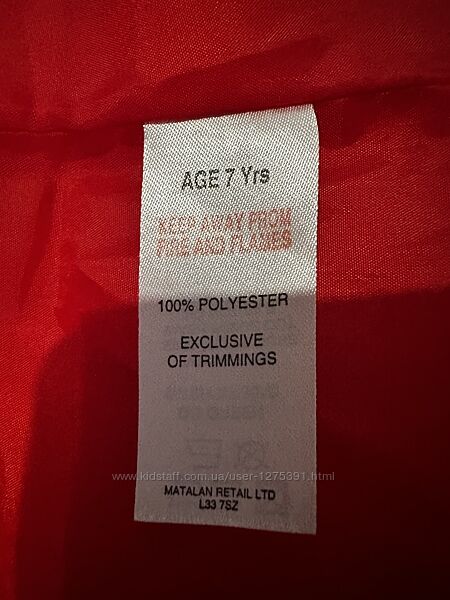 AGE 7 Yrs
KEEP AWAY FROM
FIRE AND FLAMES
100% POLYESTER
EXCLUSIVE
OF TRIMMINGS
www.kidstaff.com.ua/user-1275391.html
MATALAN RETAIL LTD
L33 7SZ